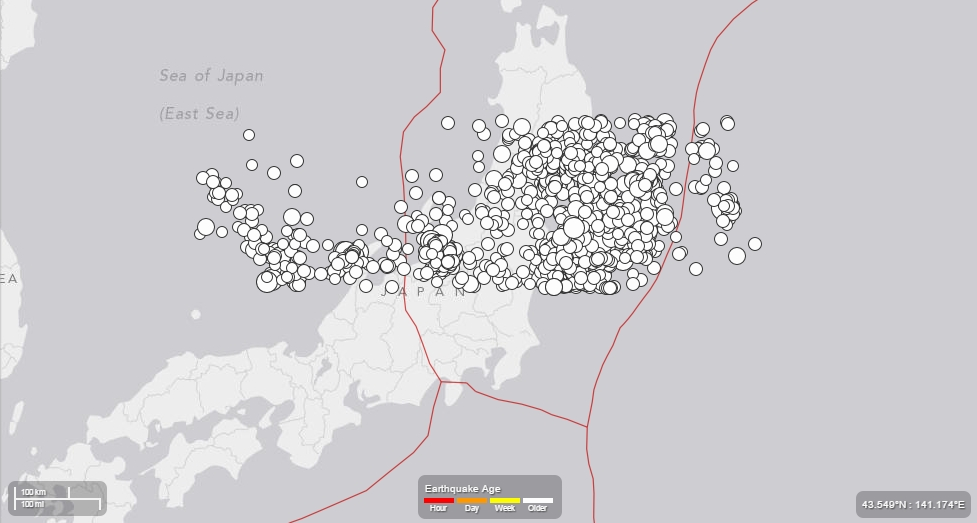 Sea of Japan
(East Sea)
EA
JAPAN
100 km
100 mi
Earthquake Age
Hour Day Week Older
43.549°N : 141.174°E